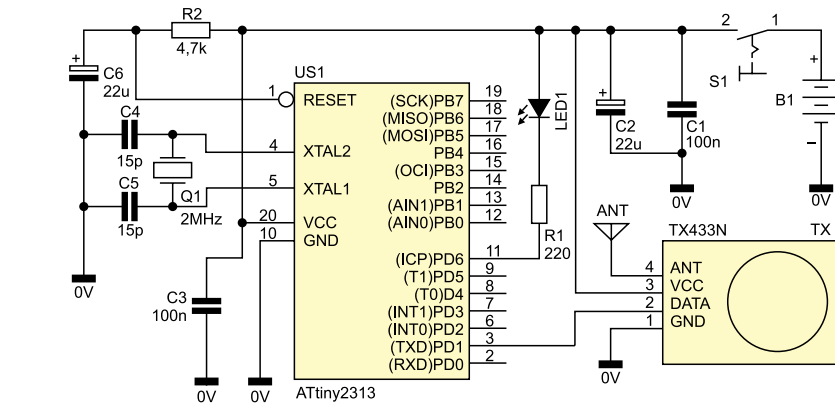 R2
4,7k
2 1
+
C6
22u
US1
S1
+
B1
−
1 RESET
(SCK)PB7 19
(MISO)PB6 18
(MOSI)PB5 17
PB4 16
(OCI)PB3 15
PB2 14
(AIN1)PB1 13
(AIN0)PB0 12
LED1
+
C2
22u
C1
100n
C4
15p
4 XTAL2
5 XTAL1
C5
15p
Q1
2MHz
20 VCC
10 GND
R1
220
0V
0V
ANT
TX433N TX
(ICP)PD6 11
(T1)PD5 9
(T0)D4 8
(INT1)PD3 7
(INT0)PD2 6
(TXD)PD1 3
(RXD)PD0 2
4 ANT
3 VCC
2 DATA
1 GND
0V
C3
100n
0V
0V
0V
ATtiny2313